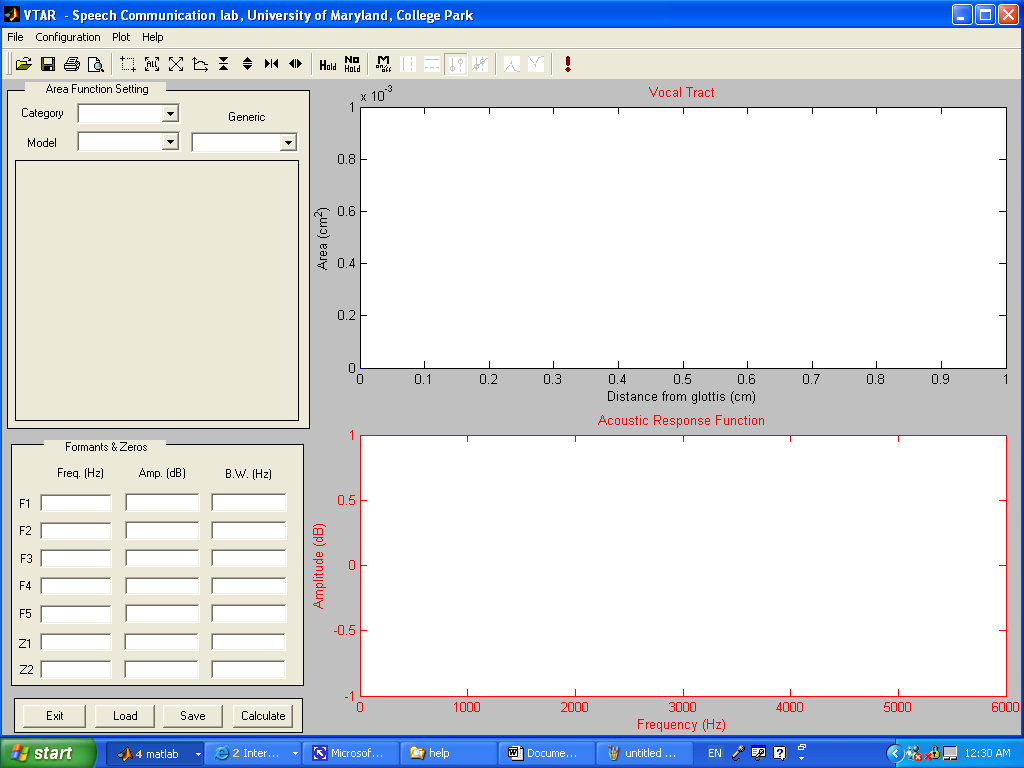 VTAR - Speech Communication lab, University of Maryland, College Park
File Configuration Plot Help
ALL Hold No Hold M on/off
Area Function Setting
Category
Generic
Model
Vocal Tract
x 10-3
1
0.8
0.6
0.4
0.2
0
Area (cm2)
0 0.1 0.2 0.3 0.4 0.5 0.6 0.7 0.8 0.9 1
Distance from glottis (cm)
Formants & Zeros
Freq. (Hz) Amp. (dB) B.W. (Hz)
F1
F2
F3
F4
F5
Z1
Z2
Exit Load Save Calculate
Acoustic Response Function
1
0.5
0
-0.5
-1
Amplitude (dB)
0 1000 2000 3000 4000 5000 6000
Frequency (Hz)
start 4 matlab 2 Inter... Microsof... help Docume... untitled ... EN 12:30 AM